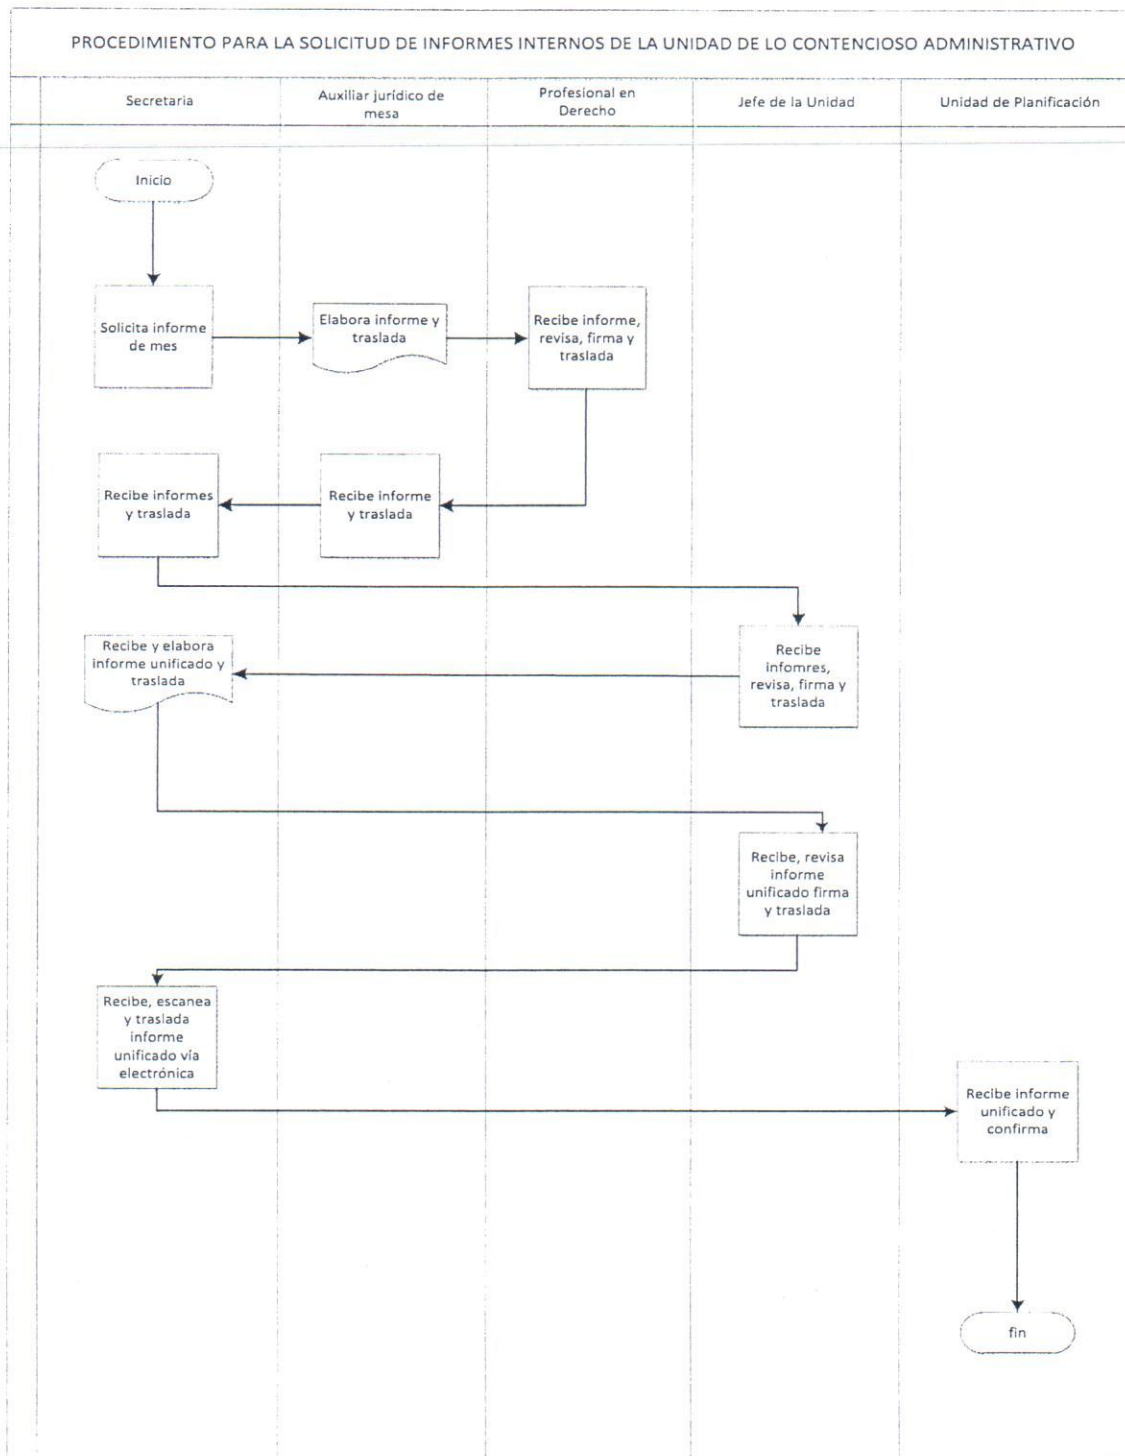 PROCEDIMIENTO PARA LA SOLICITUD DE INFORMES INTERNOS DE LA UNIDAD DE LO CONTENCIOSO ADMINISTRATIVO
Secretaria
Auxiliar jurídico de
mesa
Profesional en
Derecho
Jefe de la Unidad
Unidad de Planificación
Inicio
Solicita informe
de mes
Elabora informe y
traslada
Recibe informe,
revisa, firma y
traslada
Recibe informes
y traslada
Recibe informe
y traslada
Recibe y elabora
informe unificado y
traslada
Recibe
infomres,
revisa, firma y
traslada
Recibe, revisa
informe
unificado firma
y traslada
Recibe, escanea
y traslada
informe
unificado vía
electrónica
Recibe informe
unificado y
confirma
fin